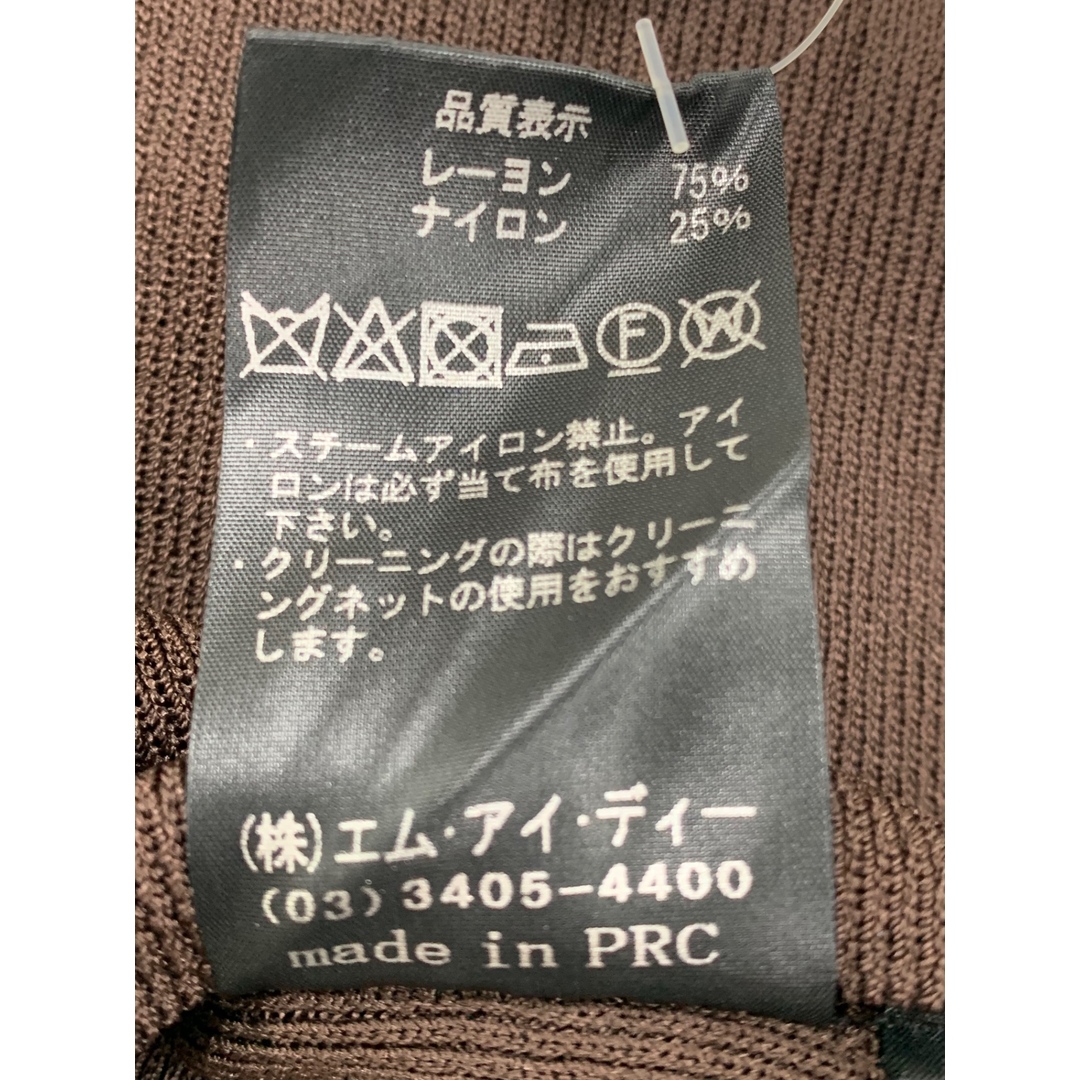 品質表示
レーヨン 75%
ナイロン 25%
F W
・スチームアイロン禁止。アイ
ロンは必ず当て布を使用して
下さい。
・クリーニングの際はクリーニ
ングネットの使用をおすすめ
します。
(株)エム・アイ・ディー
(03)3405-4400
made in PRC